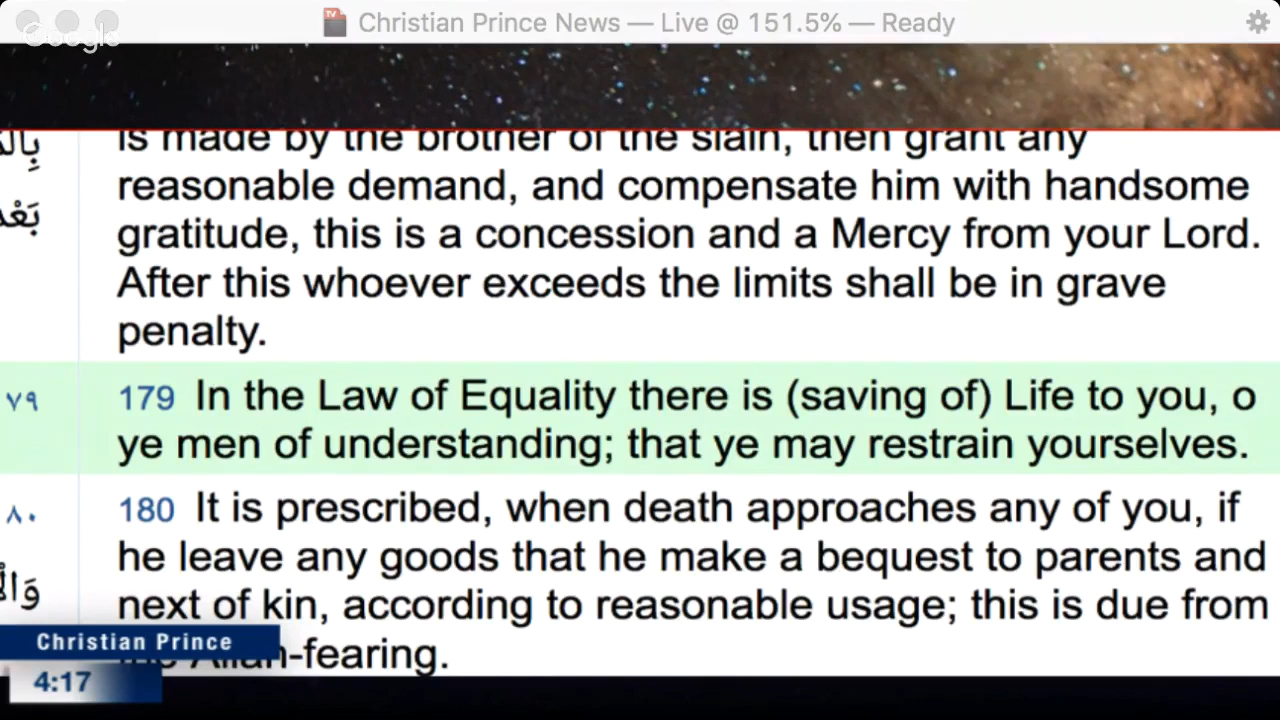 Christian Prince News — Live @ 151.5% — Ready
Google
is made by the brother of the slain, then grant any
reasonable demand, and compensate him with handsome
gratitude, this is a concession and a Mercy from your Lord.
After this whoever exceeds the limits shall be in grave
penalty.
179 In the Law of Equality there is (saving of) Life to you, o
ye men of understanding; that ye may restrain yourselves.
180 It is prescribed, when death approaches any of you, if
he leave any goods that he make a bequest to parents and
next of kin, according to reasonable usage; this is due from
the Allah-fearing.
بَعْد
٧٩
٨٠
Christian Prince
4:17